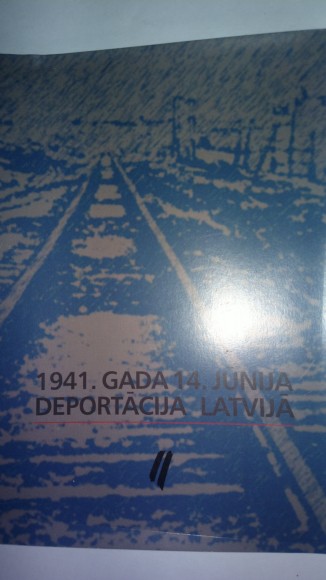 1941. GADA 14. JŪNIJA
DEPORTĀCIJA LATVIJĀ